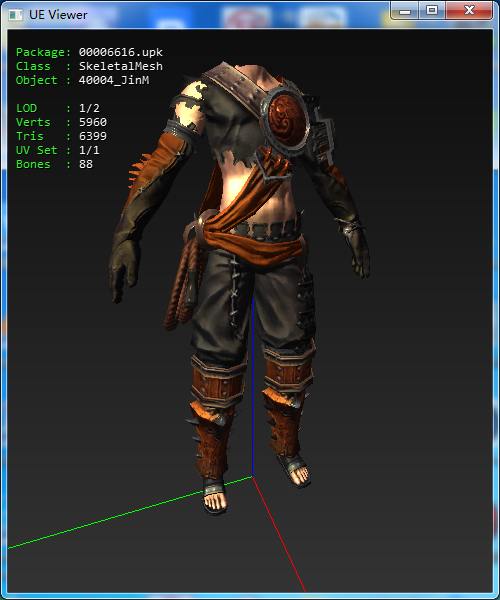 UE Viewer
Package: 00006616.upk
Class : SkeletalMesh
Object : 40004_JinM
LOD : 1/2
Verts : 5960
Tris : 6399
UV Set : 1/1
Bones : 88